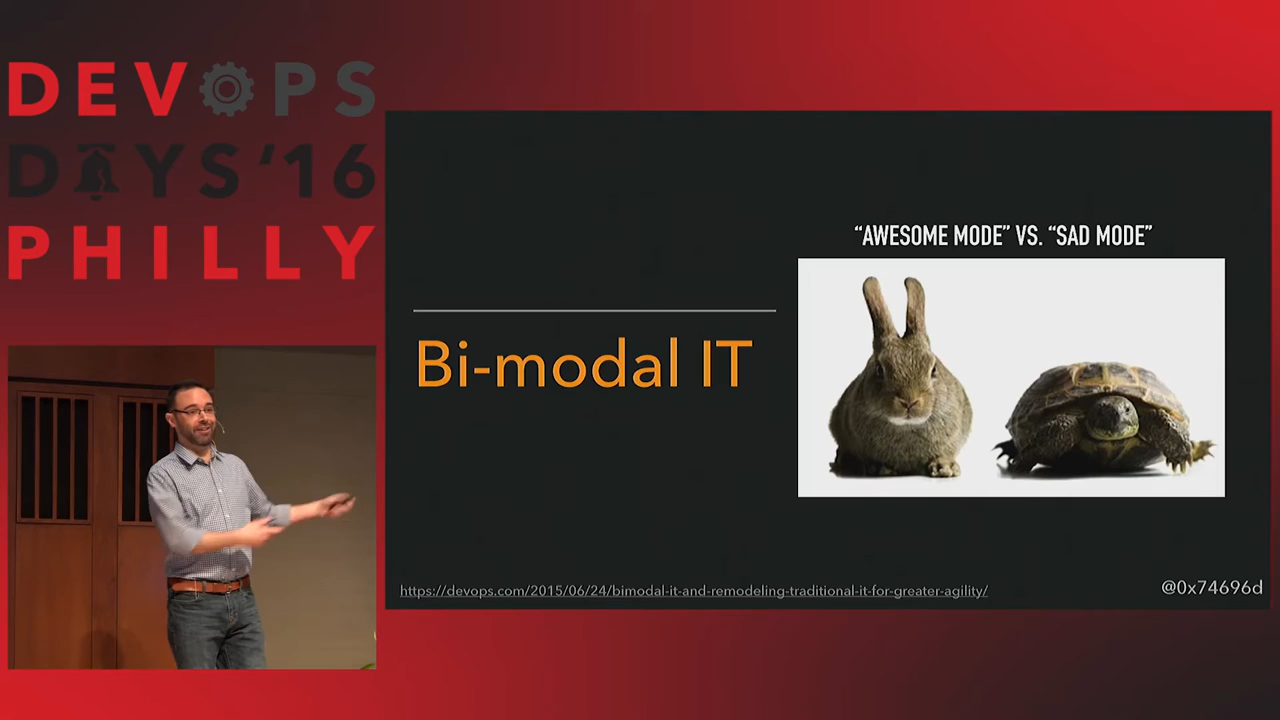 DEVOPS
DAYS '16
PHILLY
“AWESOME MODE” VS. “SAD MODE”
Bi-modal IT
https://devops.com/2015/06/24/bimodal-it-and-remodeling-traditional-it-for-greater-agility/
@0x74696d